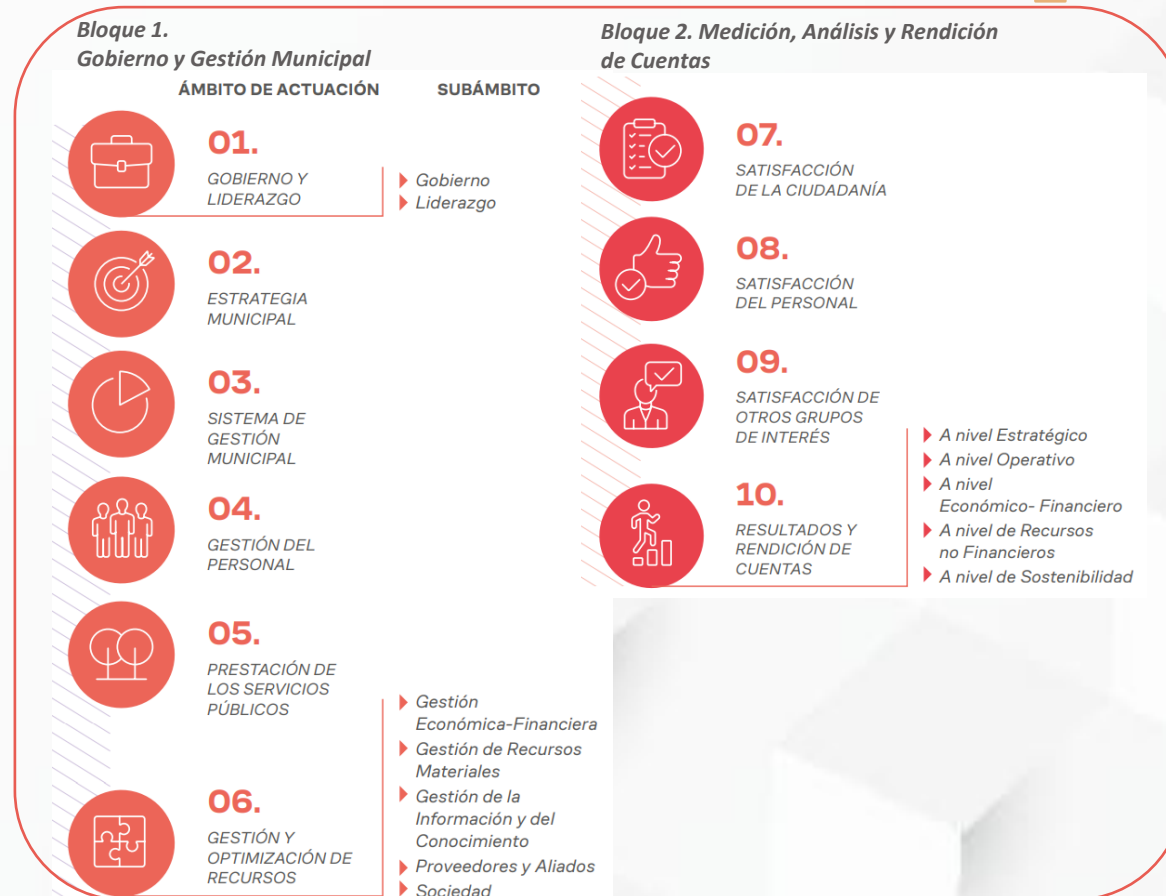 Bloque 1.
Gobierno y Gestión Municipal
ÁMBITO DE ACTUACIÓN
SUBÁMBITO
01.
GOBIERNO Y
LIDERAZGO
Gobierno
Liderazgo
02.
ESTRATEGIA
MUNICIPAL
03.
SISTEMA DE
GESTIÓN
MUNICIPAL
04.
GESTIÓN DEL
PERSONAL
05.
PRESTACIÓN DE
LOS SERVICIOS
PÚBLICOS
06.
GESTIÓN Y
OPTIMIZACIÓN DE
RECURSOS
Gestión
Económica-Financiera
Gestión de Recursos
Materiales
Gestión de la
Información y del
Conocimiento
Proveedores y Aliados
Sociedad
Bloque 2. Medición, Análisis y Rendición
de Cuentas
07.
SATISFACCIÓN
DE LA CIUDADANÍA
08.
SATISFACCIÓN
DEL PERSONAL
09.
SATISFACCIÓN DE
OTROS GRUPOS
DE INTERÉS
10.
RESULTADOS Y
RENDICIÓN DE
CUENTAS
A nivel Estratégico
A nivel Operativo
A nivel
Económico- Financiero
A nivel de Recursos
no Financieros
A nivel de Sostenibilidad